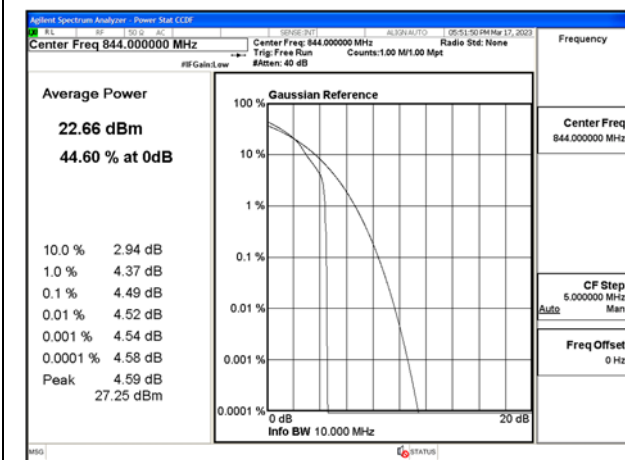 Agilent Spectrum Analyzer - Power Stat CCDF
RL RF 50 Ω AC SENSE:INT ALIGN AUTO 05:51:50 PM Mar 17, 2023
Center Freq 844.000000 MHz
Center Freq: 844.000000 MHz Radio Std: None
Trig: Free Run Counts:1.00 M/1.00 Mpt
#IFGain:Low #Atten: 40 dB
Frequency
Average Power
22.66 dBm
44.60 % at 0dB
10.0 % 2.94 dB
1.0 % 4.37 dB
0.1 % 4.49 dB
0.01 % 4.52 dB
0.001 % 4.54 dB
0.0001 % 4.58 dB
Peak 4.59 dB
27.25 dBm
Gaussian Reference
100 %
10 %
1 %
0.1 %
0.01 %
0.001 %
0.0001 %
0 dB 20 dB
Info BW 10.000 MHz
Center Freq
844.000000 MHz
CF Step
5.000000 MHz
Auto Man
Freq Offset
0 Hz
MSG STATUS